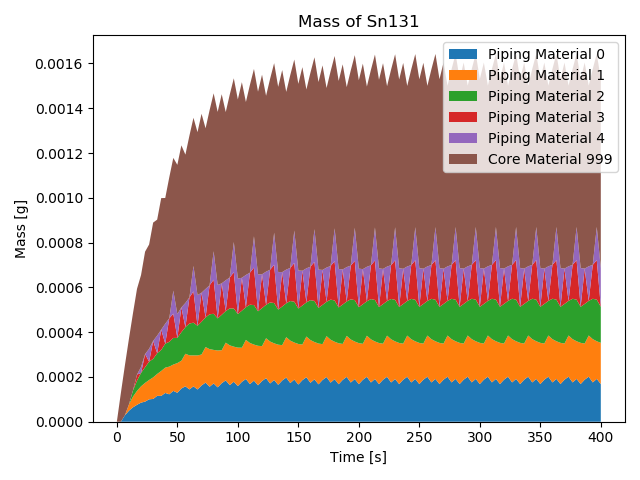 Mass of Sn131
Mass [g]
0.0016
0.0014
0.0012
0.0010
0.0008
0.0006
0.0004
0.0002
0.0000
Piping Material 0
Piping Material 1
Piping Material 2
Piping Material 3
Piping Material 4
Core Material 999
0 50 100 150 200 250 300 350 400
Time [s]